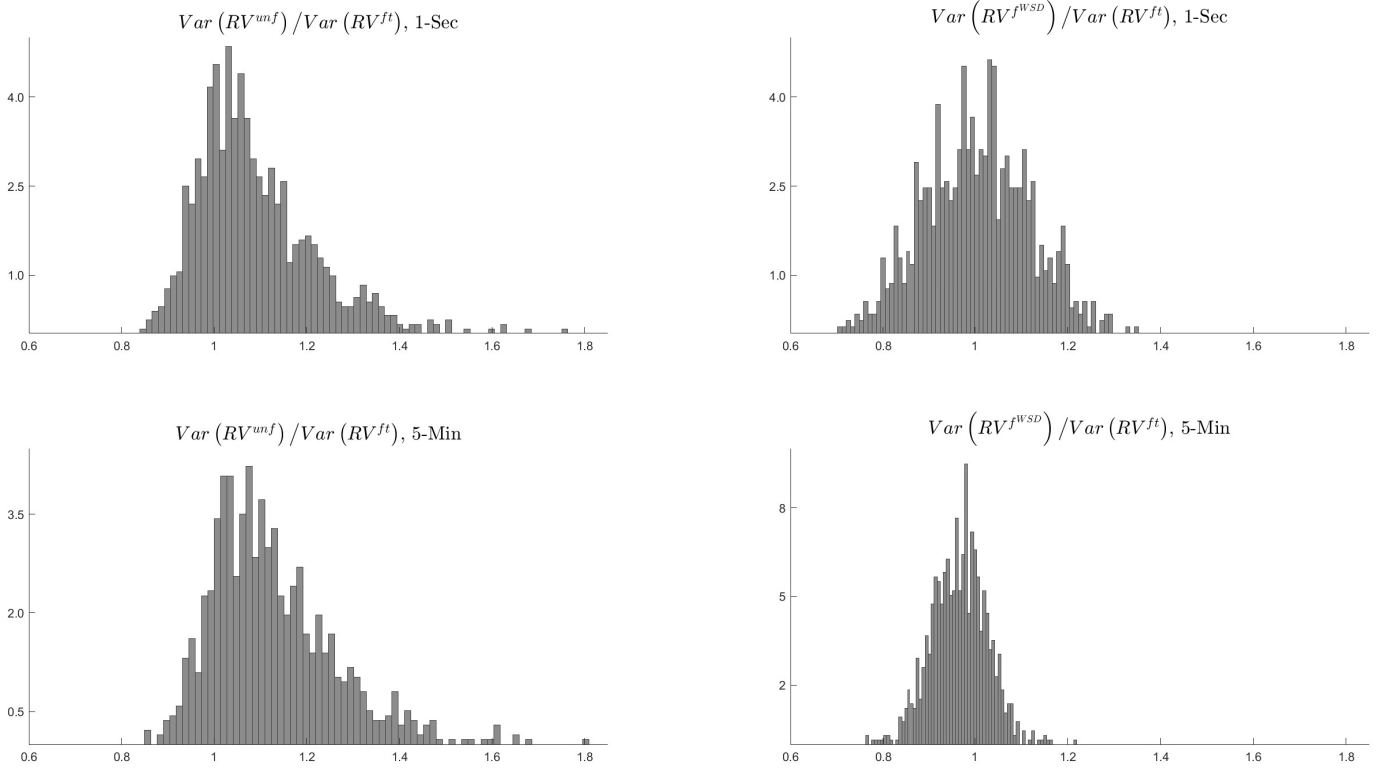 Var (RV^{unf}) /Var (RV^{ft}), 1-Sec
4.0
2.5
1.0
0.6 0.8 1 1.2 1.4 1.6 1.8
Var (RV^{f^{WSD}}) /Var (RV^{ft}), 1-Sec
4.0
2.5
1.0
0.6 0.8 1 1.2 1.4 1.6 1.8
Var (RV^{unf}) /Var (RV^{ft}), 5-Min
3.5
2.0
0.5
0.6 0.8 1 1.2 1.4 1.6 1.8
Var (RV^{f^{WSD}}) /Var (RV^{ft}), 5-Min
8
5
2
0.6 0.8 1 1.2 1.4 1.6 1.8